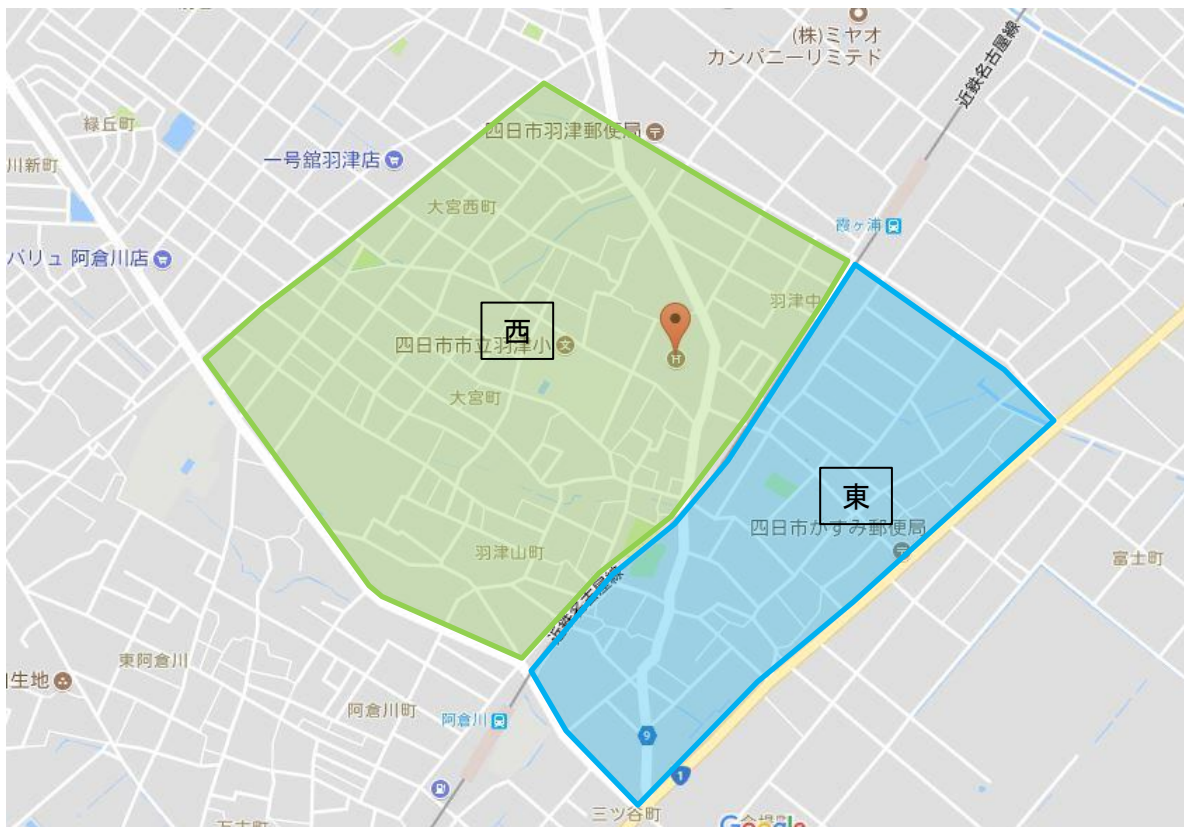 (株)ミヤオ
カンパニーリミテド
近鉄名古屋線
緑丘町
四日市羽津郵便局
川新町
一号舘羽津店
大宮西町
霞ヶ浦
バリュ 阿倉川店
羽津中
西
四日市市立羽津小
H
大宮町
東
四日市かすみ郵便局
羽津山町
富士町
近鉄名古屋線
東阿倉川
生地
阿倉川町
阿倉川
9
1
三ツ谷町
Google